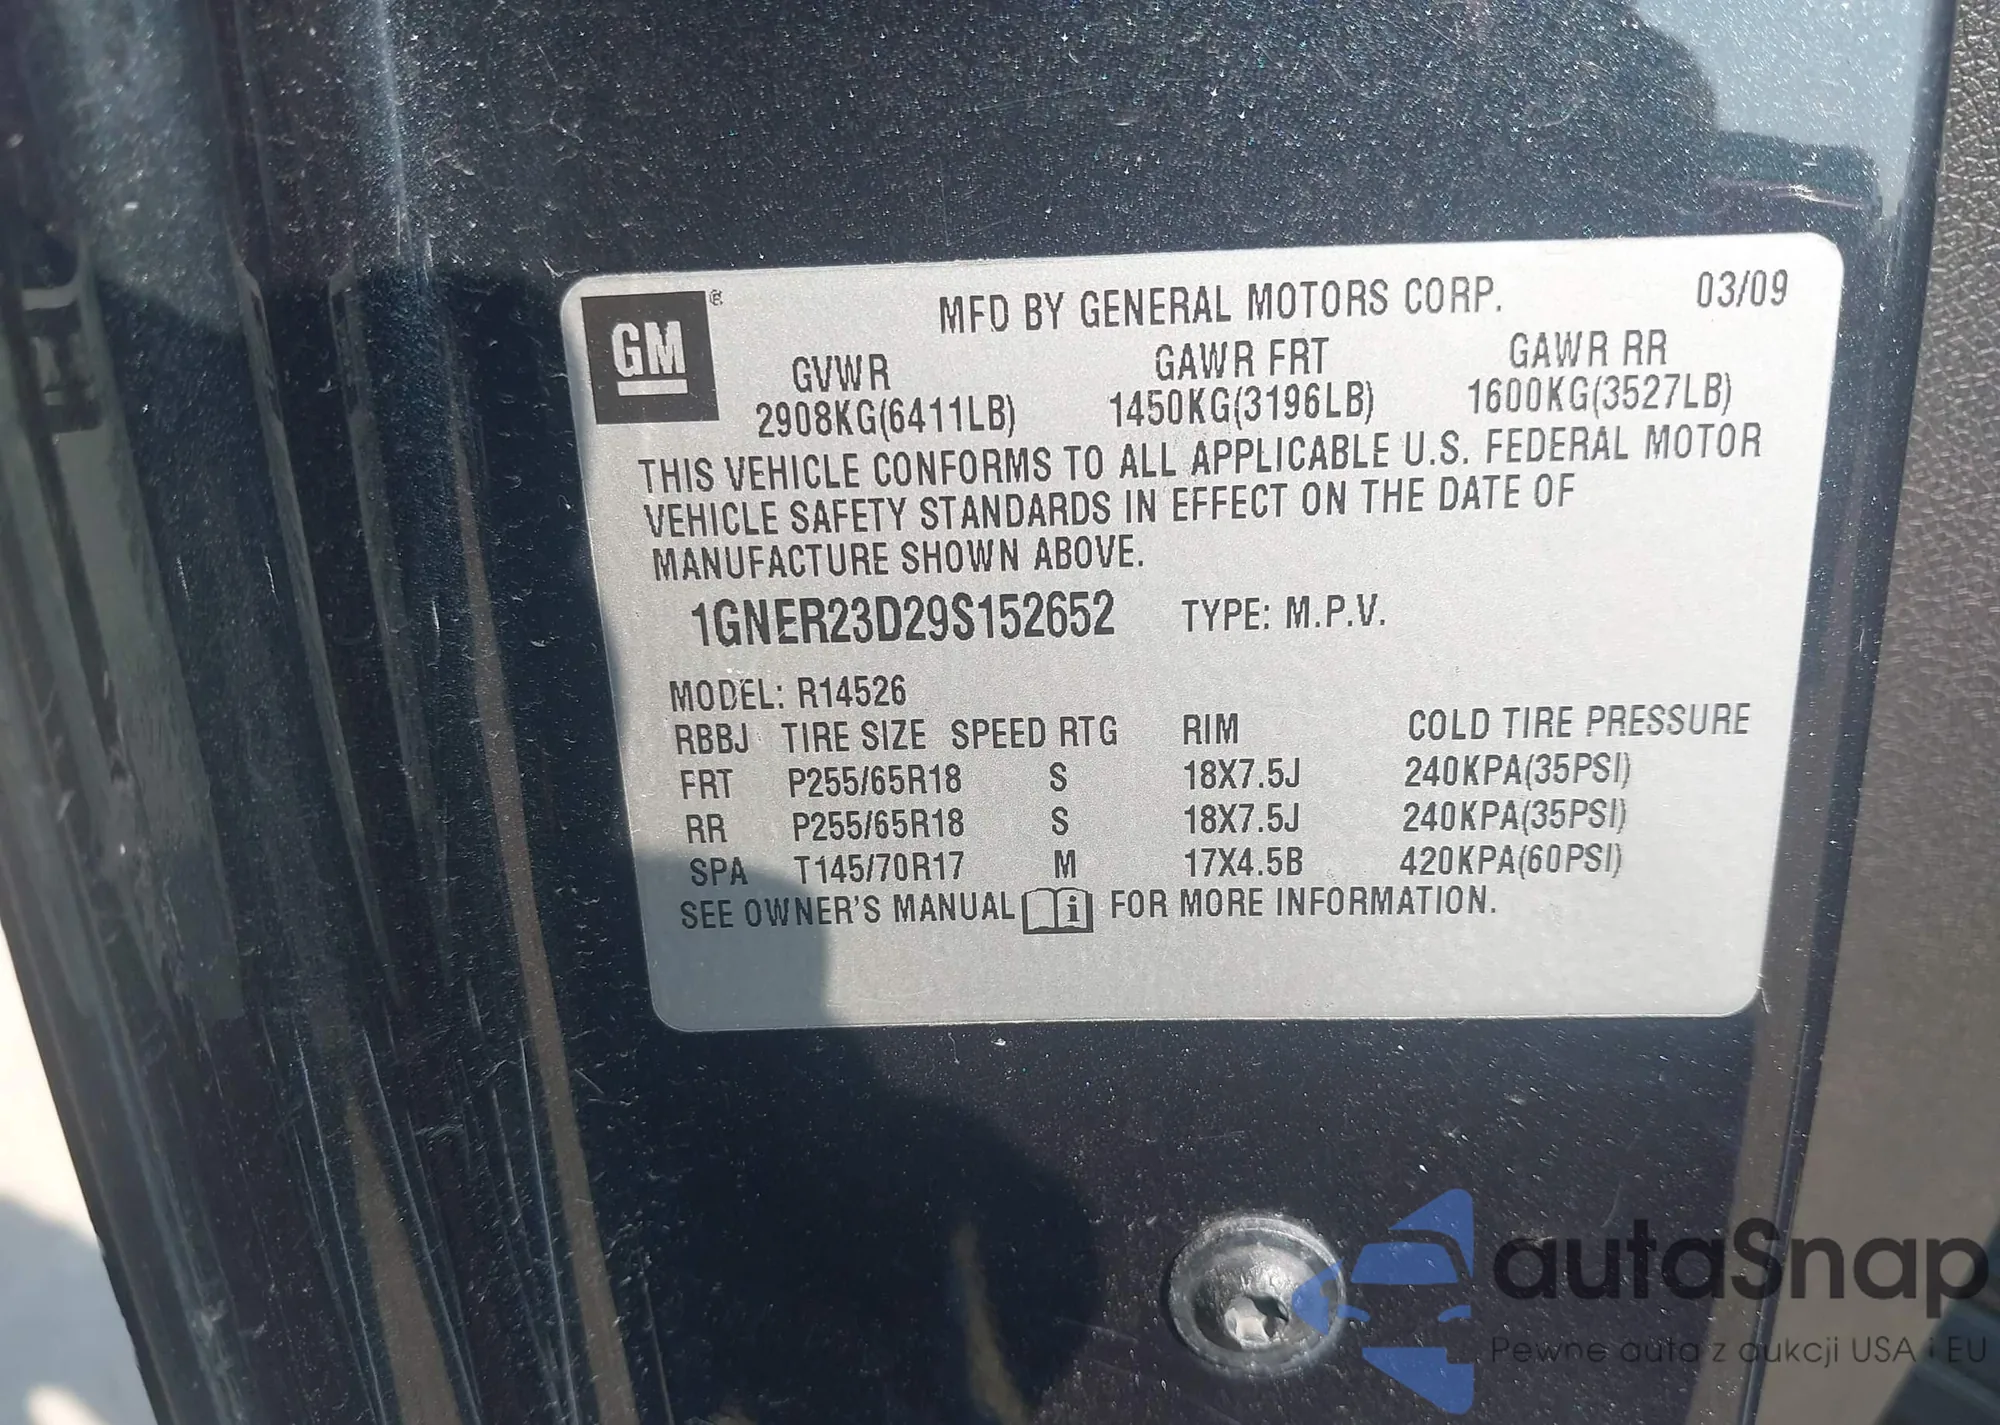 GM®
MFD BY GENERAL MOTORS CORP. 03/09
GVWR GAWR FRT GAWR RR
2908KG(6411LB) 1450KG(3196LB) 1600KG(3527LB)
THIS VEHICLE CONFORMS TO ALL APPLICABLE U.S. FEDERAL MOTOR
VEHICLE SAFETY STANDARDS IN EFFECT ON THE DATE OF
MANUFACTURE SHOWN ABOVE.
1GNER23D29S152652 TYPE: M.P.V.
MODEL: R14526
RBBJ TIRE SIZE SPEED RTG RIM COLD TIRE PRESSURE
FRT P255/65R18 S 18X7.5J 240KPA(35PSI)
RR P255/65R18 S 18X7.5J 240KPA(35PSI)
SPA T145/70R17 M 17X4.5B 420KPA(60PSI)
SEE OWNER'S MANUAL i FOR MORE INFORMATION.
autaSnap
Pewne auta z aukcji USA i EU